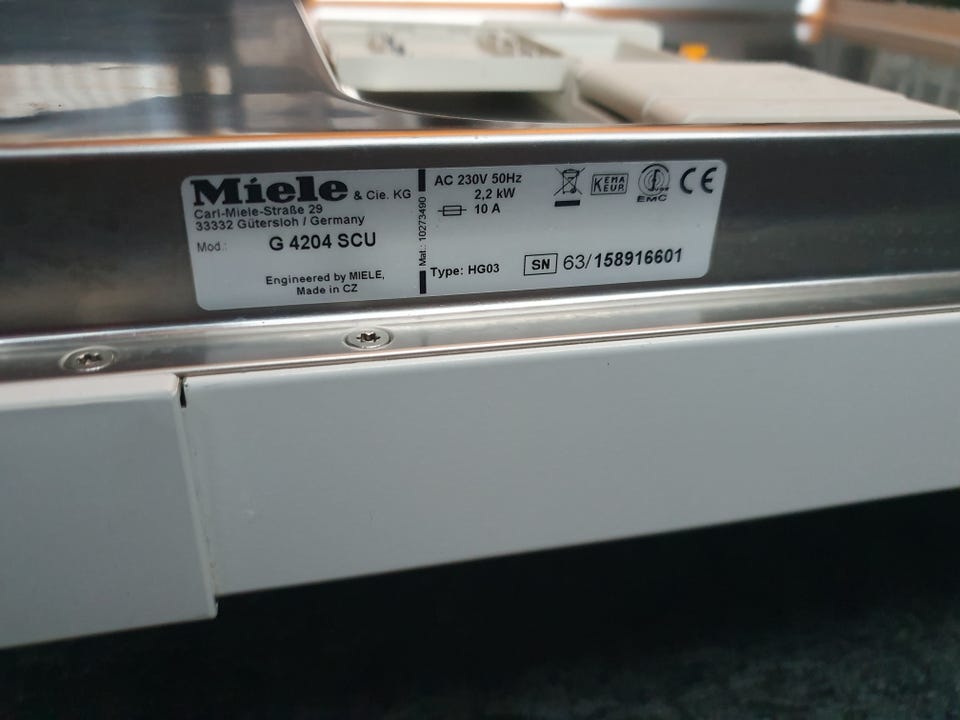 Miele & Cie. KG
Carl-Miele-Straße 29
33332 Gütersloh / Germany
Mod.: G 4204 SCU
Engineered by MIELE,
Made in CZ
Mat.: 10273490
AC 230V 50Hz
2,2 kW
10 A
Type: HG03
KEMA
KEUR
EMC
CE
SN 63/158916601